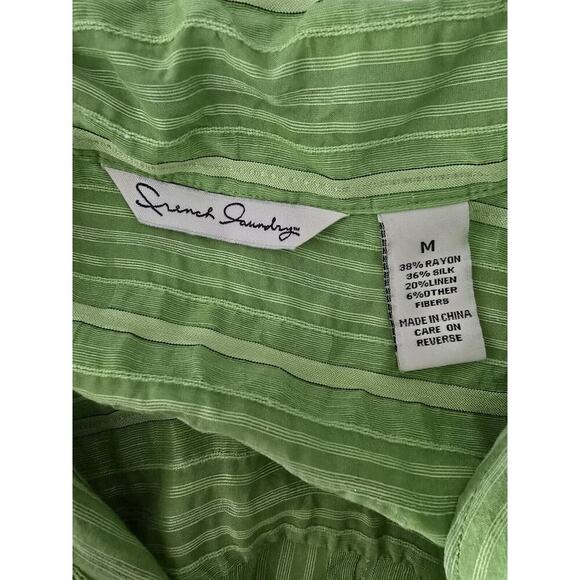 French Laundry™
M
38% RAYON
36% SILK
20%LINEN
6%OTHER
FIBERS
MADE IN CHINA
CARE ON
REVERSE